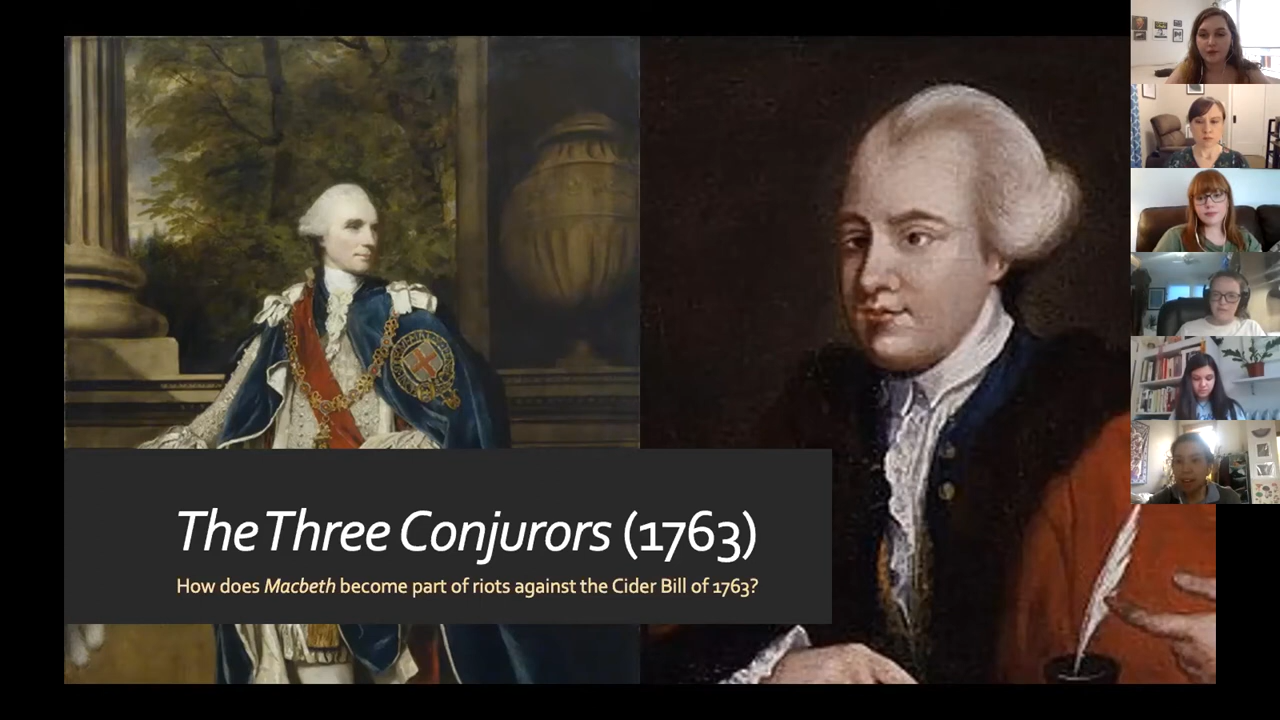 The Three Conjurors (1763)
How does Macbeth become part of riots against the Cider Bill of 1763?